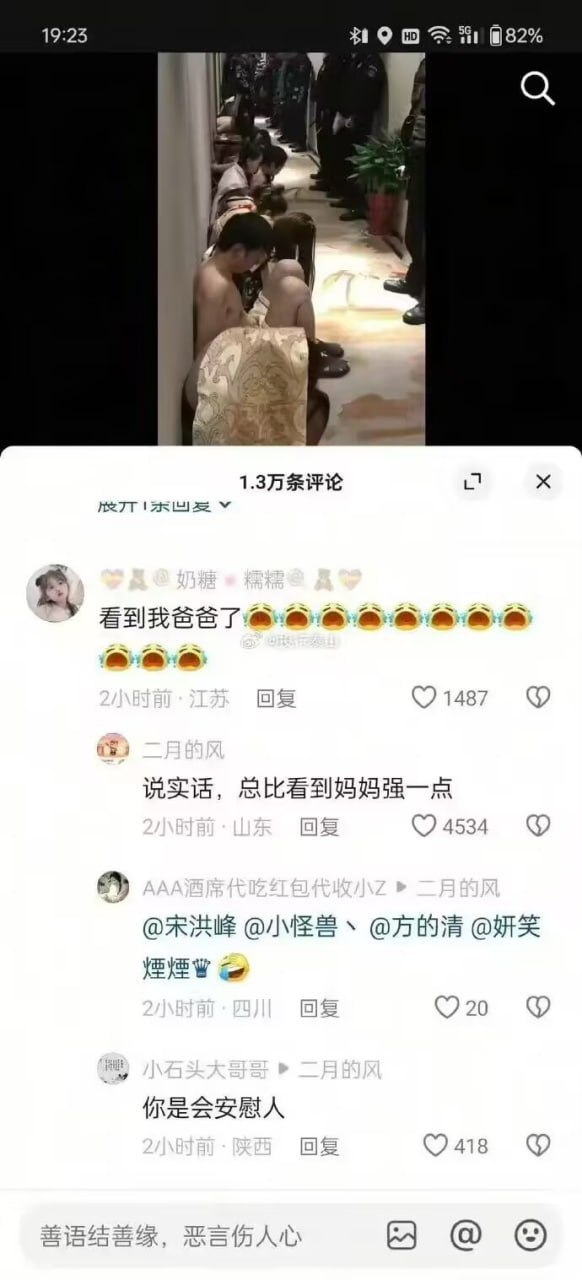 19:23
HD
5G
82%
1.3万条评论
展开1条回复
奶糖 糯糯
看到我爸爸了
2小时前·江苏 回复 1487
二月的风
说实话，总比看到妈妈强一点
2小时前·山东 回复 4534
AAA酒席代吃红包代收小Z ▶ 二月的风
@宋洪峰 @小怪兽丶 @方的清 @妍笑
煙煙
2小时前·四川 回复 20
小石头大哥哥 ▶ 二月的风
你是会安慰人
2小时前·陕西 回复 418
善语结善缘，恶言伤人心